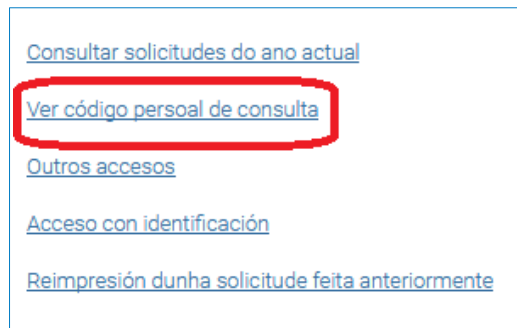 Consultar solicitudes do ano actual
Ver código persoal de consulta
Outros accesos
Acceso con identificación
Reimpresión dunha solicitude feita anteriormente